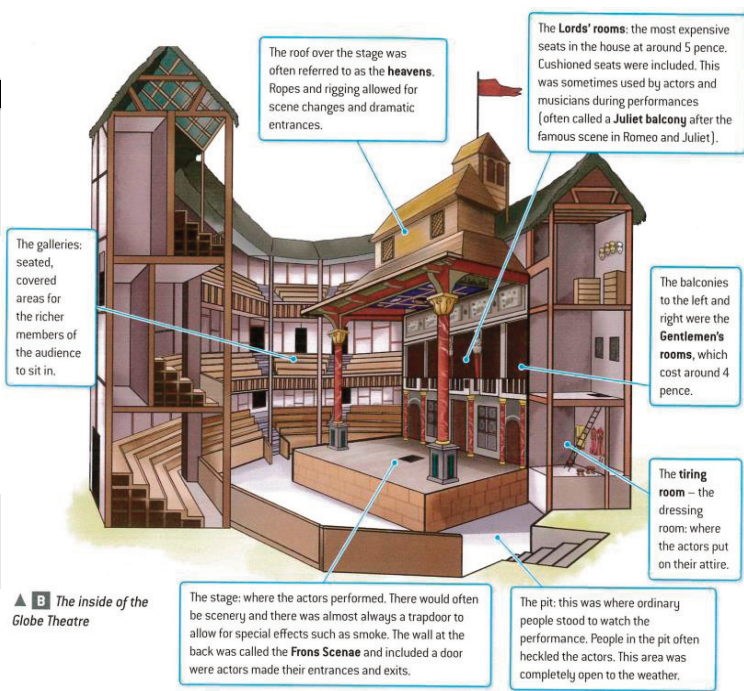 The roof over the stage was
often referred to as the heavens.
Ropes and rigging allowed for
scene changes and dramatic
entrances.
The Lords' rooms: the most expensive
seats in the house at around 5 pence.
Cushioned seats were included. This
was sometimes used by actors and
musicians during performances
(often called a Juliet balcony after the
famous scene in Romeo and Juliet).
The galleries:
seated,
covered
areas for
the richer
members of
the audience
to sit in.
The balconies
to the left and
right were the
Gentlemen's
rooms, which
cost around 4
pence.
The tiring
room – the
dressing
room: where
the actors put
on their attire.
▲ B The inside of the
Globe Theatre
The stage: where the actors performed. There would often
be scenery and there was almost always a trapdoor to
allow for special effects such as smoke. The wall at the
back was called the Frons Scenae and included a door
were actors made their entrances and exits.
The pit: this was where ordinary
people stood to watch the
performance. People in the pit often
heckled the actors. This area was
completely open to the weather.